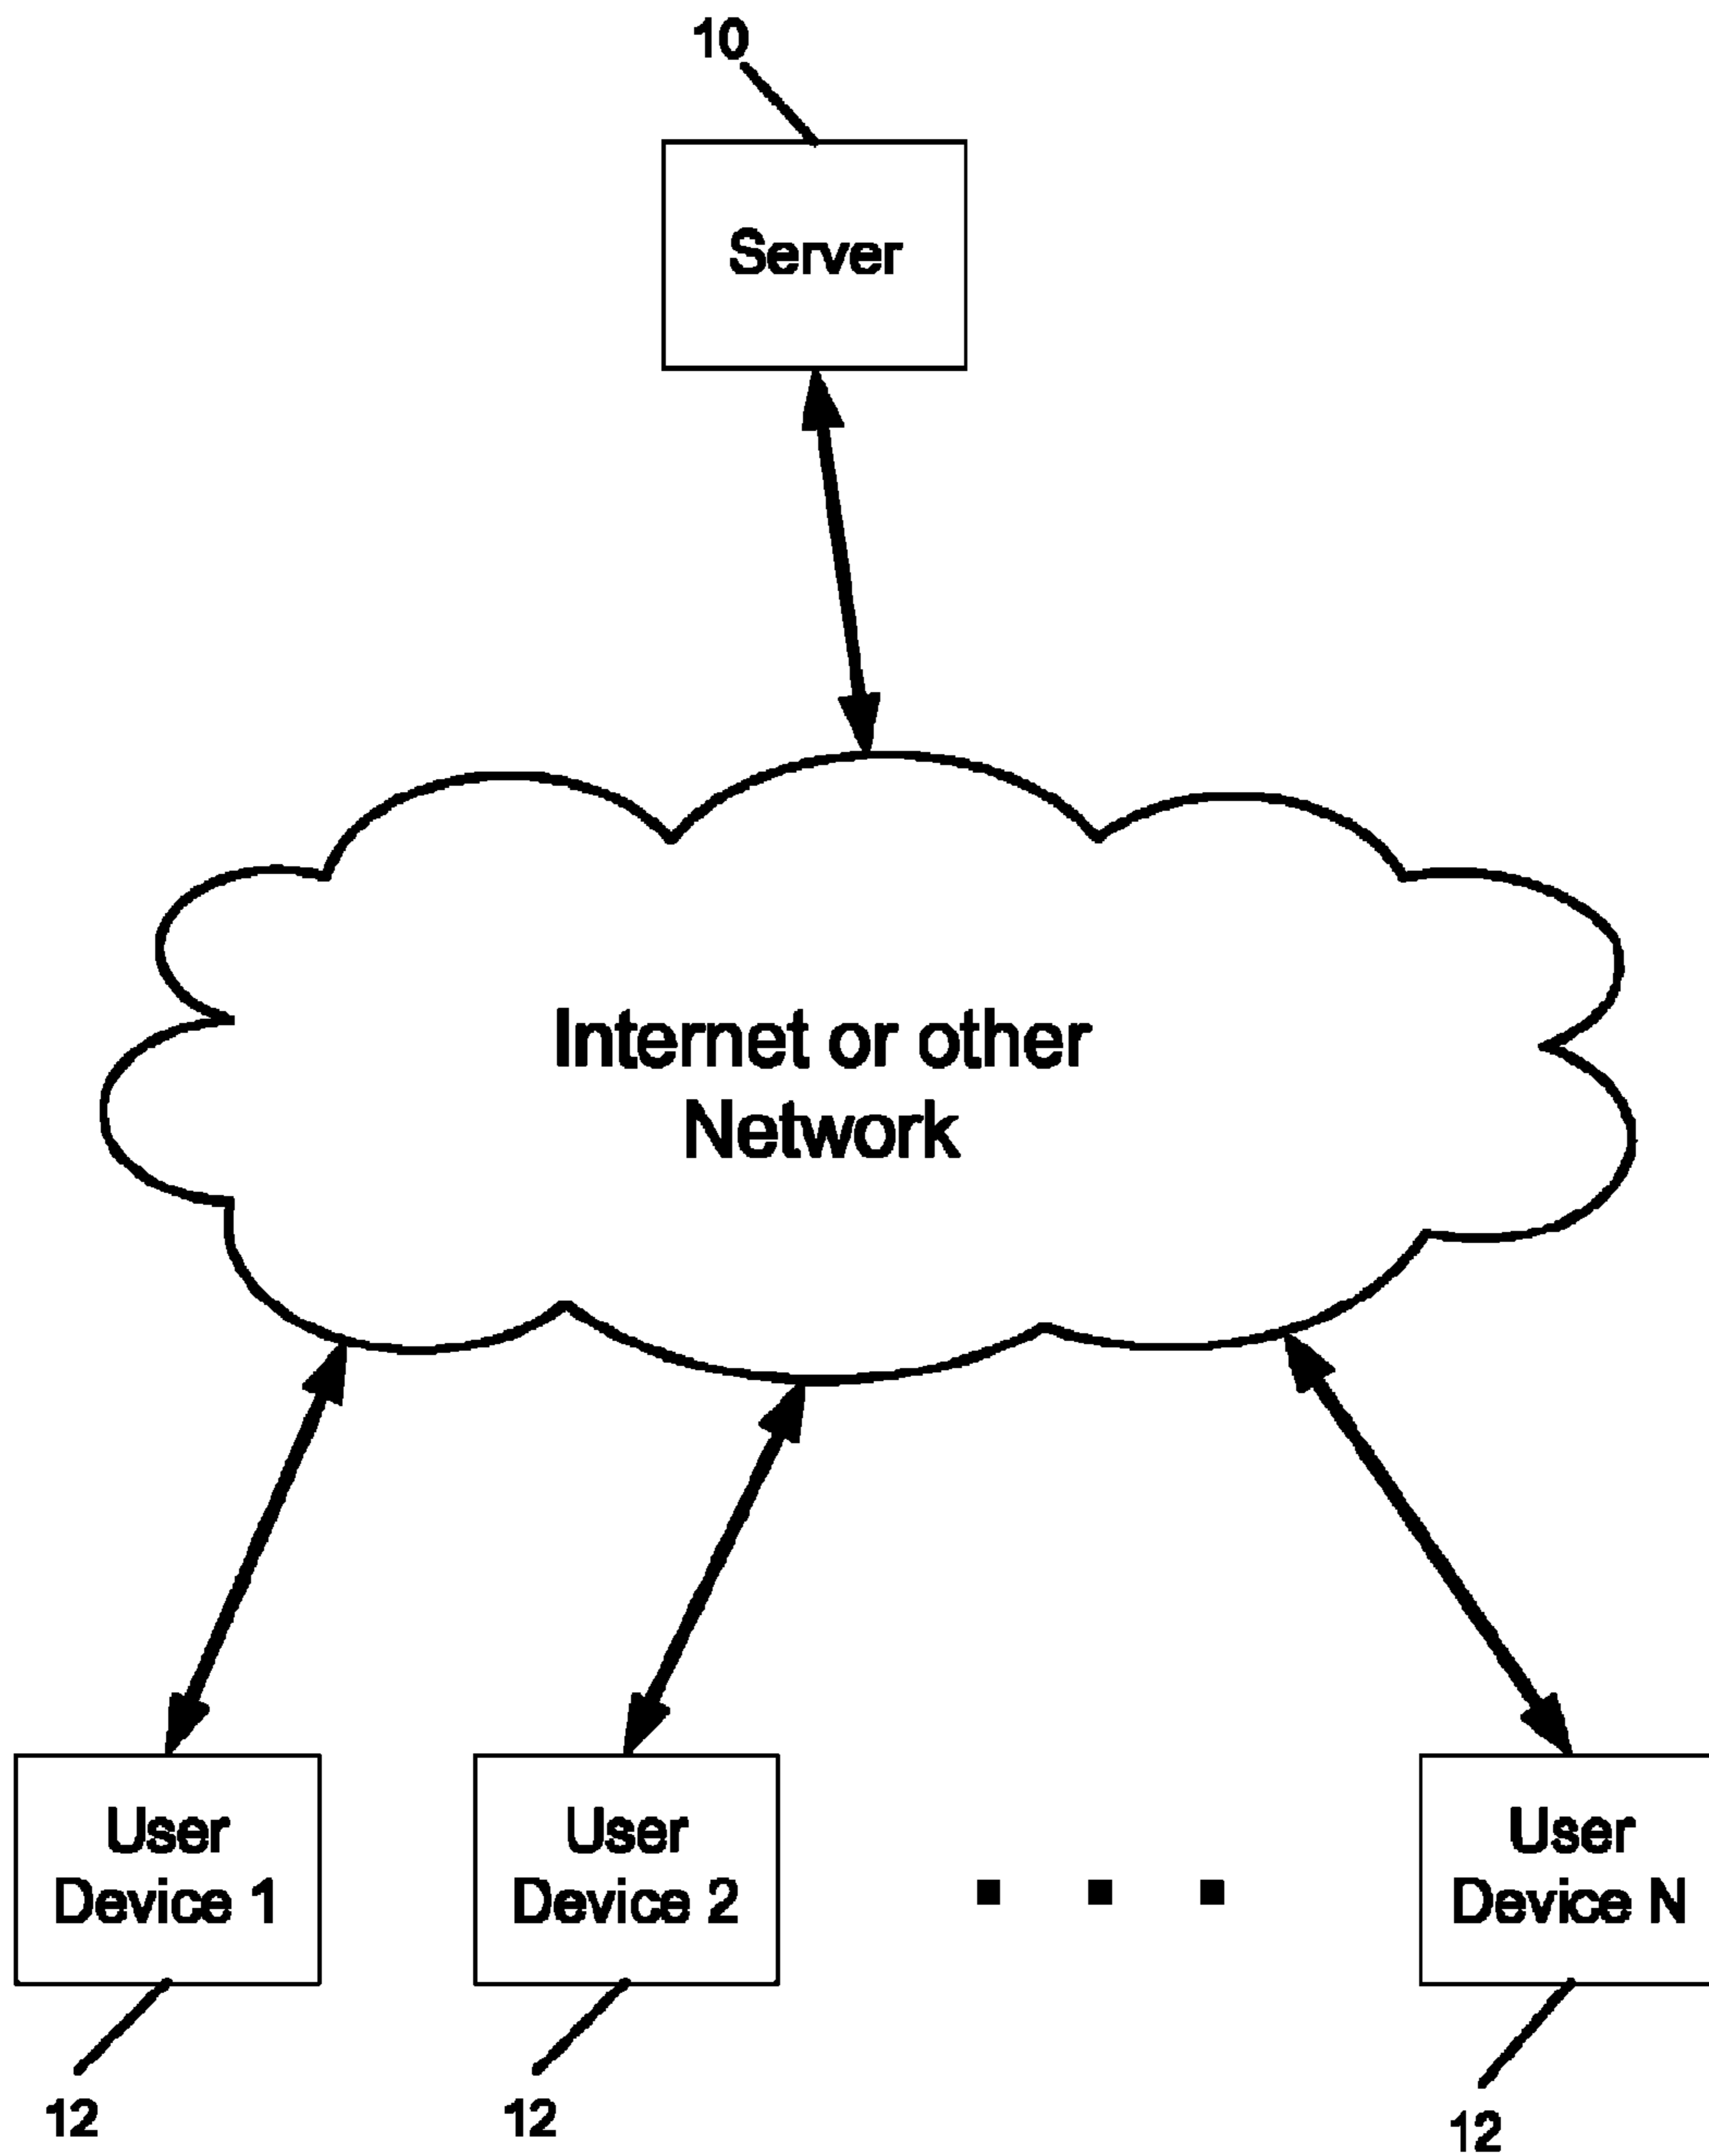 10
Server
Internet or other
Network
User
Device 1
User
Device 2
User
Device N
12
12
12